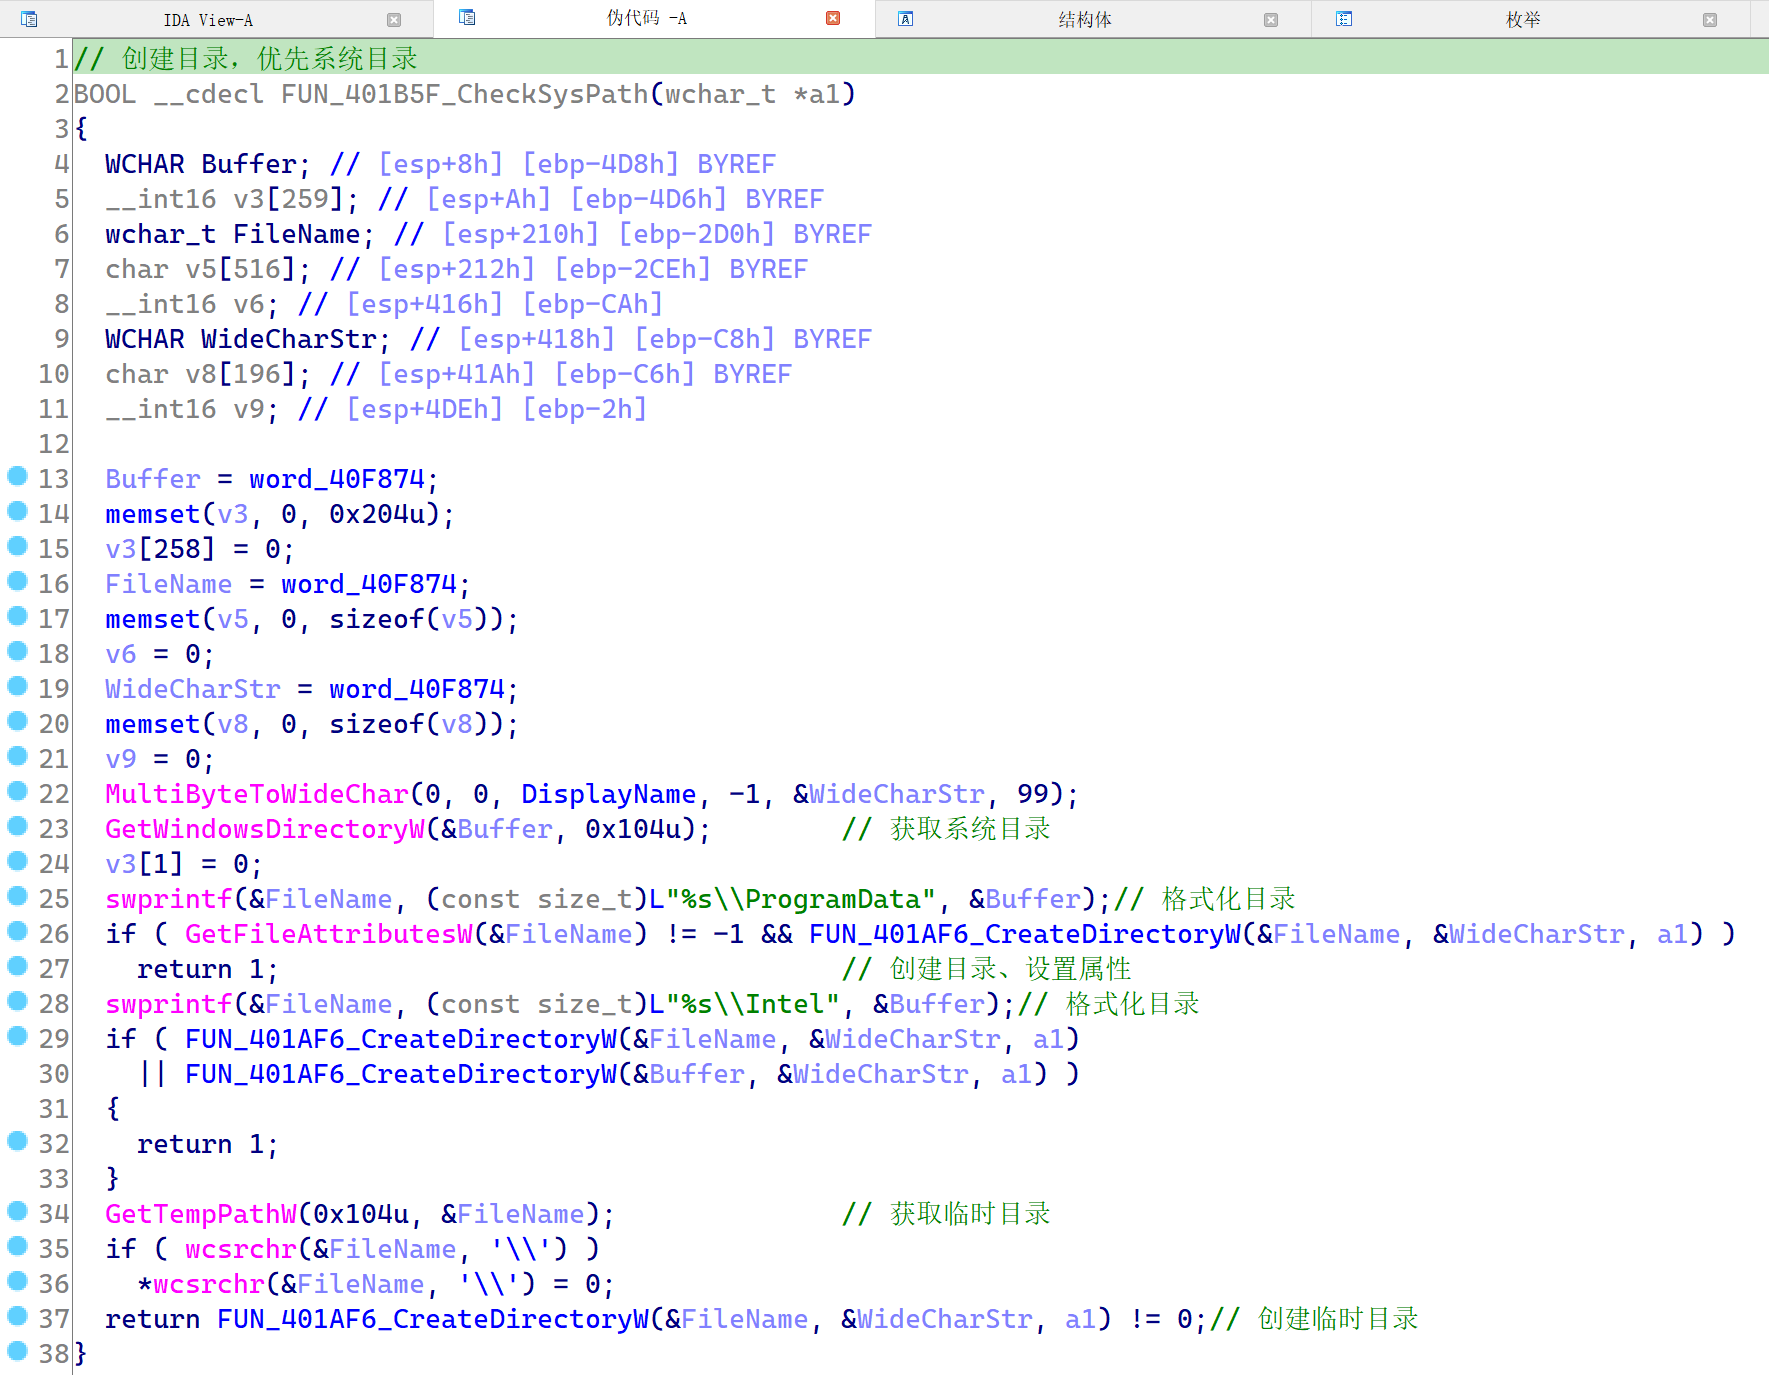 IDA View-A 伪代码 -A 结构体 枚举
1 // 创建目录，优先系统目录
2 BOOL __cdecl FUN_401B5F_CheckSysPath(wchar_t *a1)
3 {
4   WCHAR Buffer; // [esp+8h] [ebp-4D8h] BYREF
5   __int16 v3[259]; // [esp+Ah] [ebp-4D6h] BYREF
6   wchar_t FileName; // [esp+210h] [ebp-2D0h] BYREF
7   char v5[516]; // [esp+212h] [ebp-2CEh] BYREF
8   __int16 v6; // [esp+416h] [ebp-CAh]
9   WCHAR WideCharStr; // [esp+418h] [ebp-C8h] BYREF
10   char v8[196]; // [esp+41Ah] [ebp-C6h] BYREF
11   __int16 v9; // [esp+4DEh] [ebp-2h]
12
13   Buffer = word_40F874;
14   memset(v3, 0, 0x204u);
15   v3[258] = 0;
16   FileName = word_40F874;
17   memset(v5, 0, sizeof(v5));
18   v6 = 0;
19   WideCharStr = word_40F874;
20   memset(v8, 0, sizeof(v8));
21   v9 = 0;
22   MultiByteToWideChar(0, 0, DisplayName, -1, &WideCharStr, 99);
23   GetWindowsDirectoryW(&Buffer, 0x104u);        // 获取系统目录
24   v3[1] = 0;
25   swprintf(&FileName, (const size_t)L"%s\\ProgramData", &Buffer);// 格式化目录
26   if ( GetFileAttributesW(&FileName) != -1 && FUN_401AF6_CreateDirectoryW(&FileName, &WideCharStr, a1) )
27     return 1;                                   // 创建目录、设置属性
28   swprintf(&FileName, (const size_t)L"%s\\Intel", &Buffer);// 格式化目录
29   if ( FUN_401AF6_CreateDirectoryW(&FileName, &WideCharStr, a1)
30     || FUN_401AF6_CreateDirectoryW(&Buffer, &WideCharStr, a1) )
31   {
32     return 1;
33   }
34   GetTempPathW(0x104u, &FileName);              // 获取临时目录
35   if ( wcsrchr(&FileName, '\\') )
36     *wcsrchr(&FileName, '\\') = 0;
37   return FUN_401AF6_CreateDirectoryW(&FileName, &WideCharStr, a1) != 0;// 创建临时目录
38 }